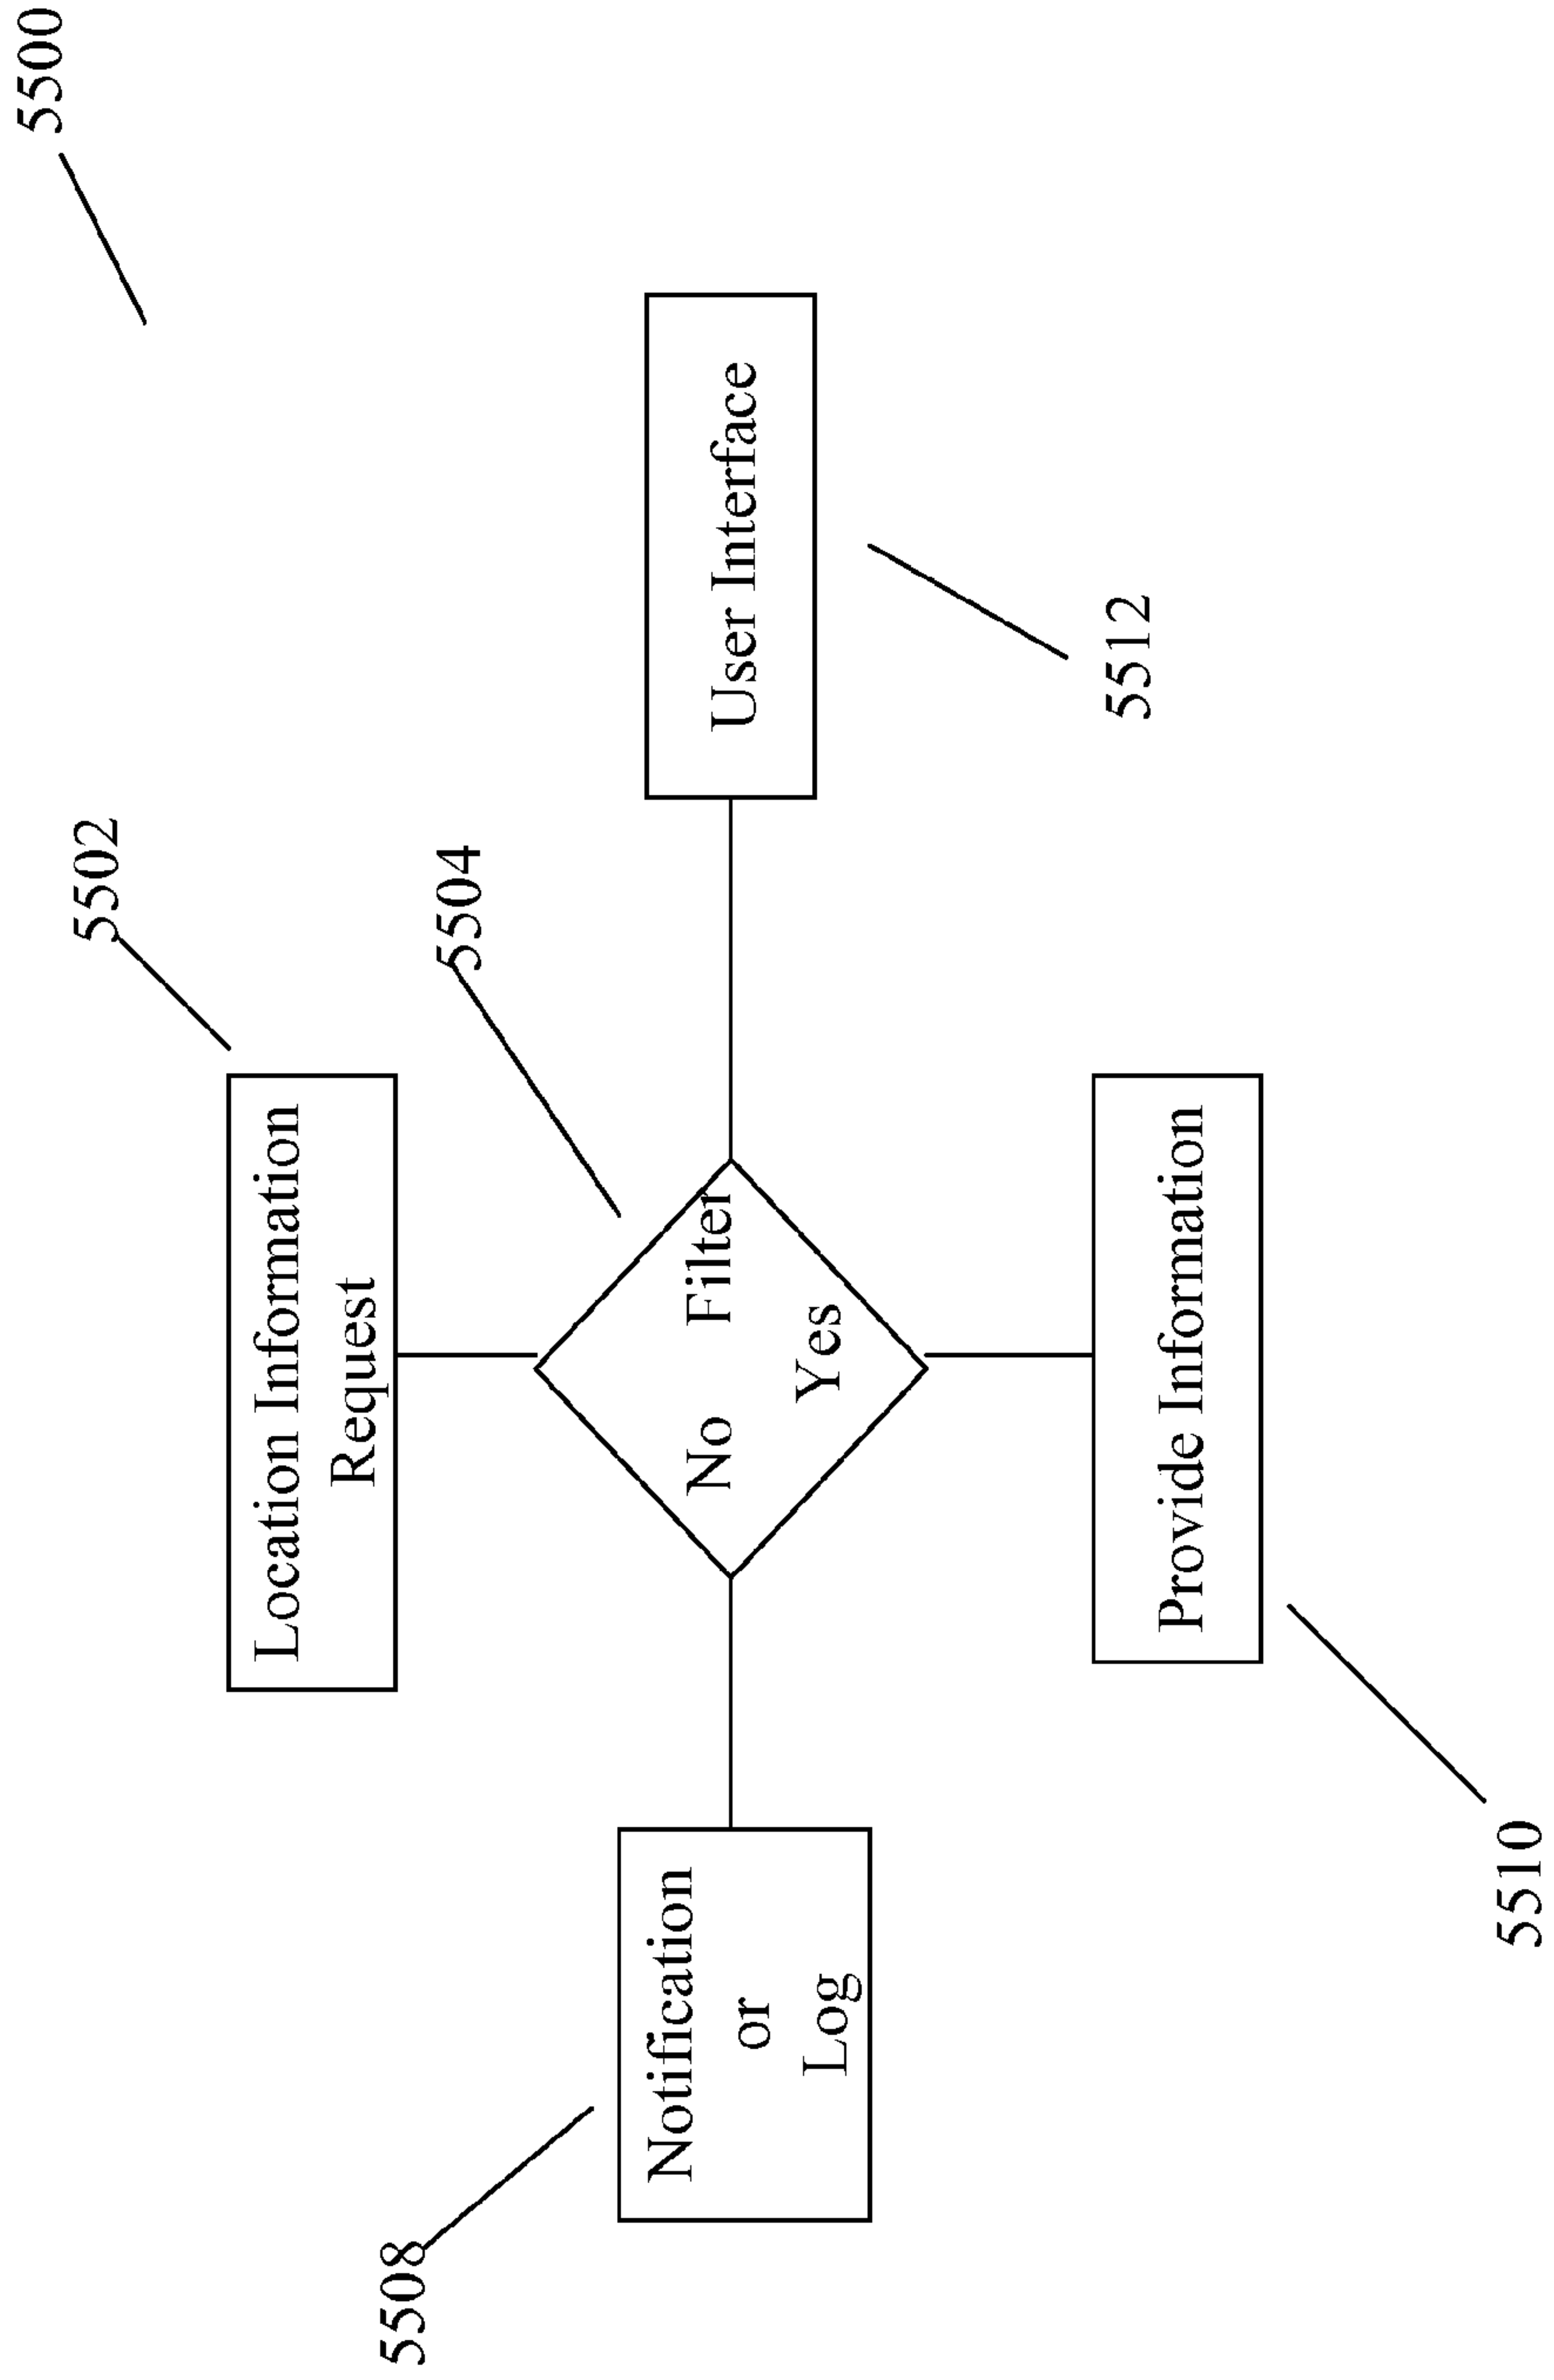 5500
5502
Location Information
Request
5504
No Filter
Yes
User Interface
5512
Notification
or
Log
5508
Provide Information
5510